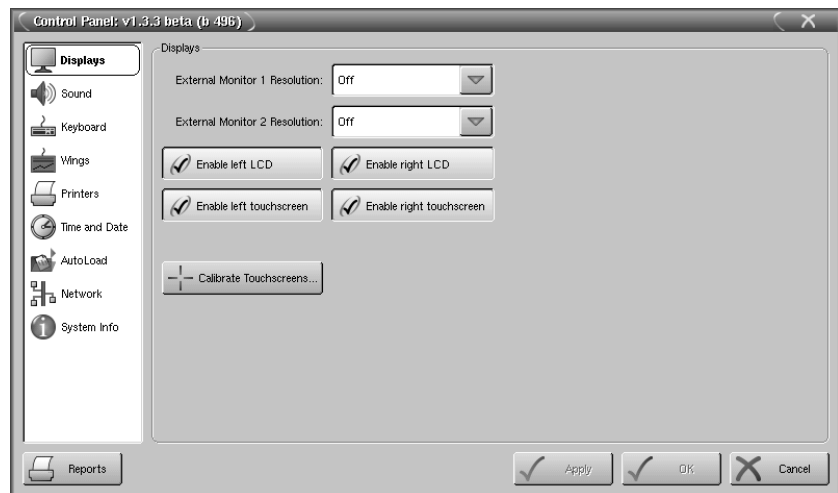 Control Panel: v1.3.3 beta (b 496)
Displays
Sound
Keyboard
Wings
Printers
Time and Date
AutoLoad
Network
System Info
Displays
External Monitor 1 Resolution: Off
External Monitor 2 Resolution: Off
Enable left LCD Enable right LCD
Enable left touchscreen Enable right touchscreen
Calibrate Touchscreens...
Reports Apply OK Cancel